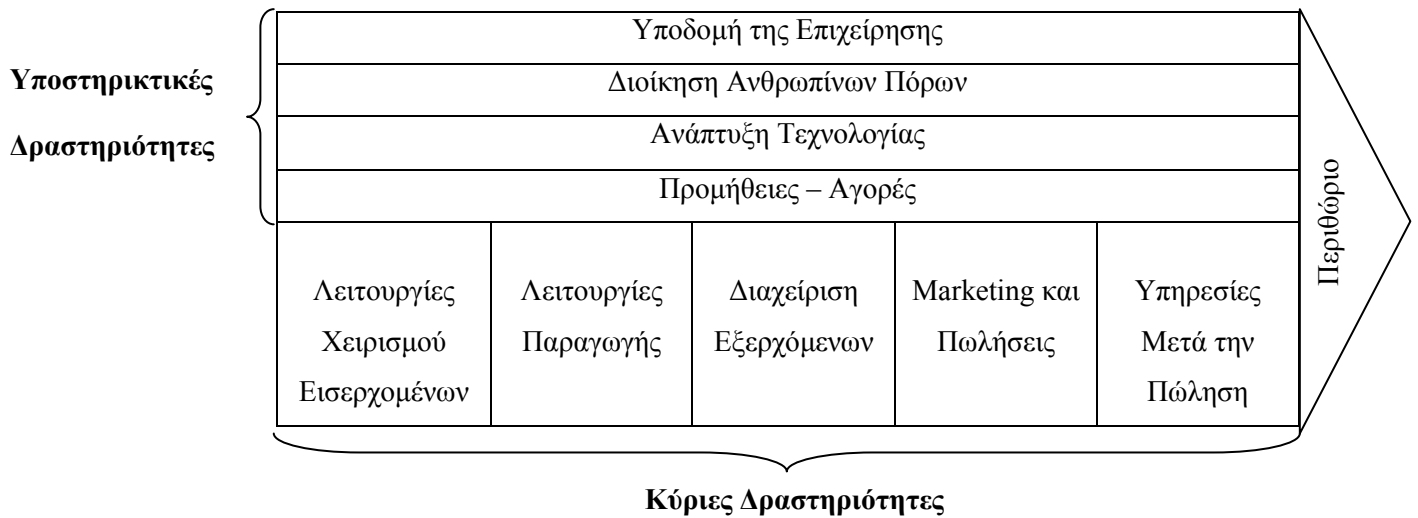 Υποδομή της Επιχείρησης
Υποστηρικτικές
Δραστηριότητες
Διοίκηση Ανθρωπίνων Πόρων
Ανάπτυξη Τεχνολογίας
Προμήθειες – Αγορές
Λειτουργίες
Χειρισμού
Εισερχομένων
Λειτουργίες
Παραγωγής
Διαχείριση
Εξερχόμενων
Marketing και
Πωλήσεις
Υπηρεσίες
Μετά την
Πώληση
Περιθώριο
Κύριες Δραστηριότητες